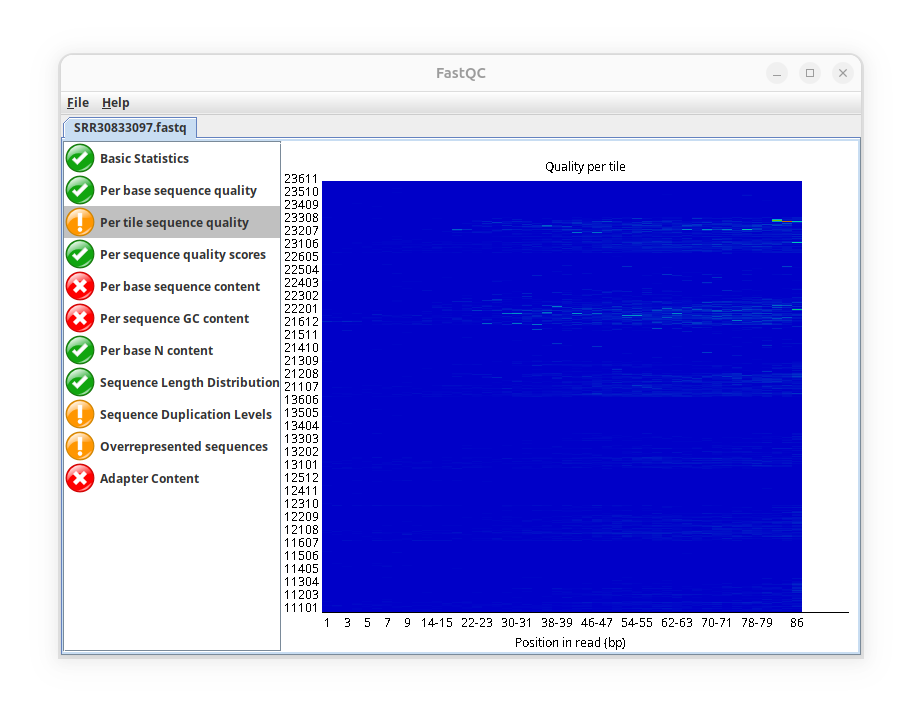 FastQC
File Help
SRR30833097.fastq
Basic Statistics
Per base sequence quality
Per tile sequence quality
Per sequence quality scores
Per base sequence content
Per sequence GC content
Per base N content
Sequence Length Distribution
Sequence Duplication Levels
Overrepresented sequences
Adapter Content
Quality per tile
23611
23510
23409
23308
23207
23106
22605
22504
22403
22302
22201
21612
21511
21410
21309
21208
21107
13606
13505
13404
13303
13202
13101
12512
12411
12310
12209
12108
11607
11506
11405
11304
11203
11101
1 3 5 7 9 14-15 22-23 30-31 38-39 46-47 54-55 62-63 70-71 78-79 86
Position in read (bp)